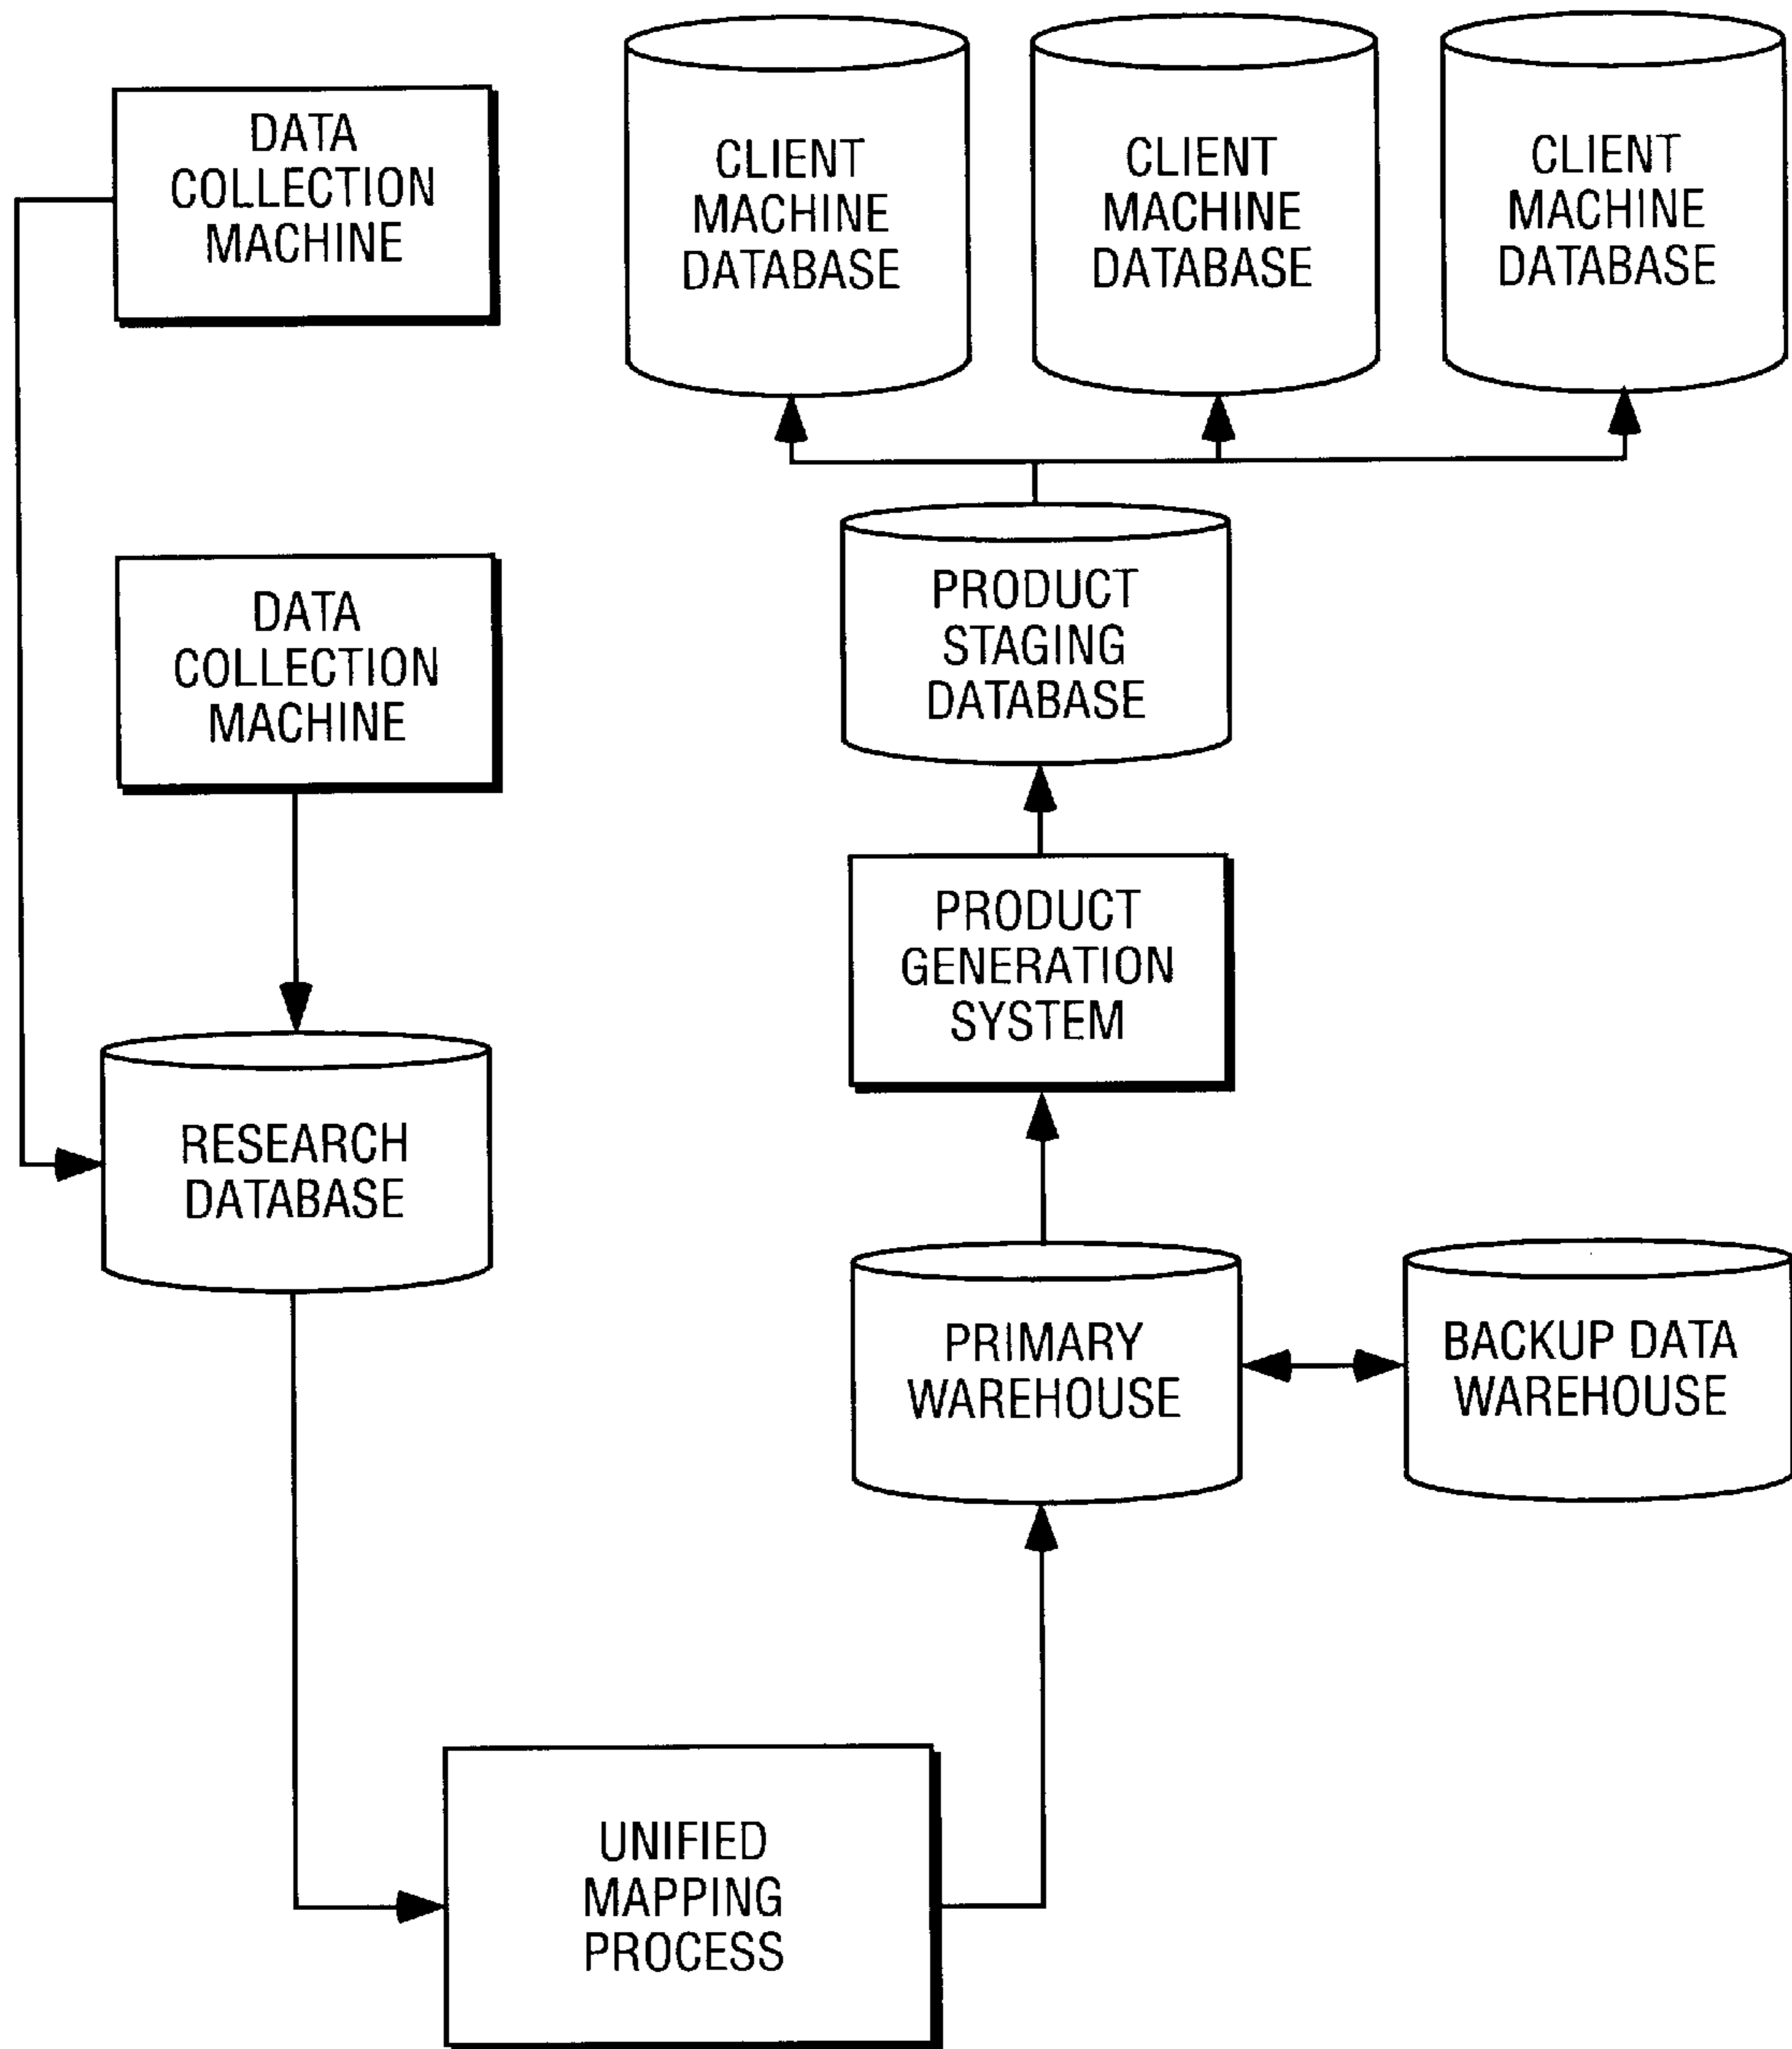 DATA
COLLECTION
MACHINE
CLIENT
MACHINE
DATABASE
CLIENT
MACHINE
DATABASE
CLIENT
MACHINE
DATABASE
DATA
COLLECTION
MACHINE
PRODUCT
STAGING
DATABASE
PRODUCT
GENERATION
SYSTEM
RESEARCH
DATABASE
PRIMARY
WAREHOUSE
BACKUP DATA
WAREHOUSE
UNIFIED
MAPPING
PROCESS